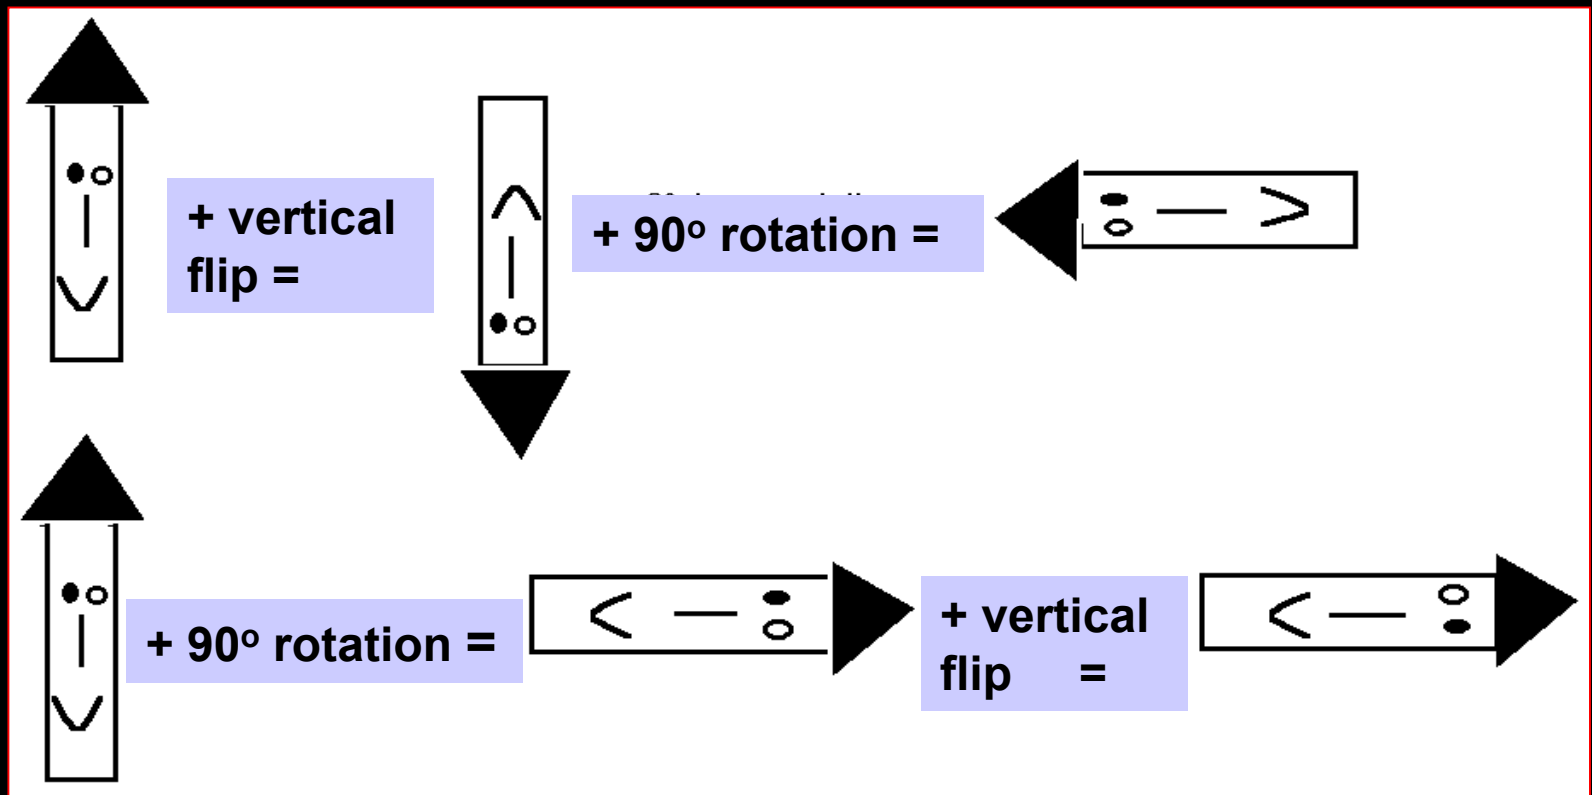 + vertical
flip =
+ 90º rotation =
+ 90º rotation =
+ vertical
flip =